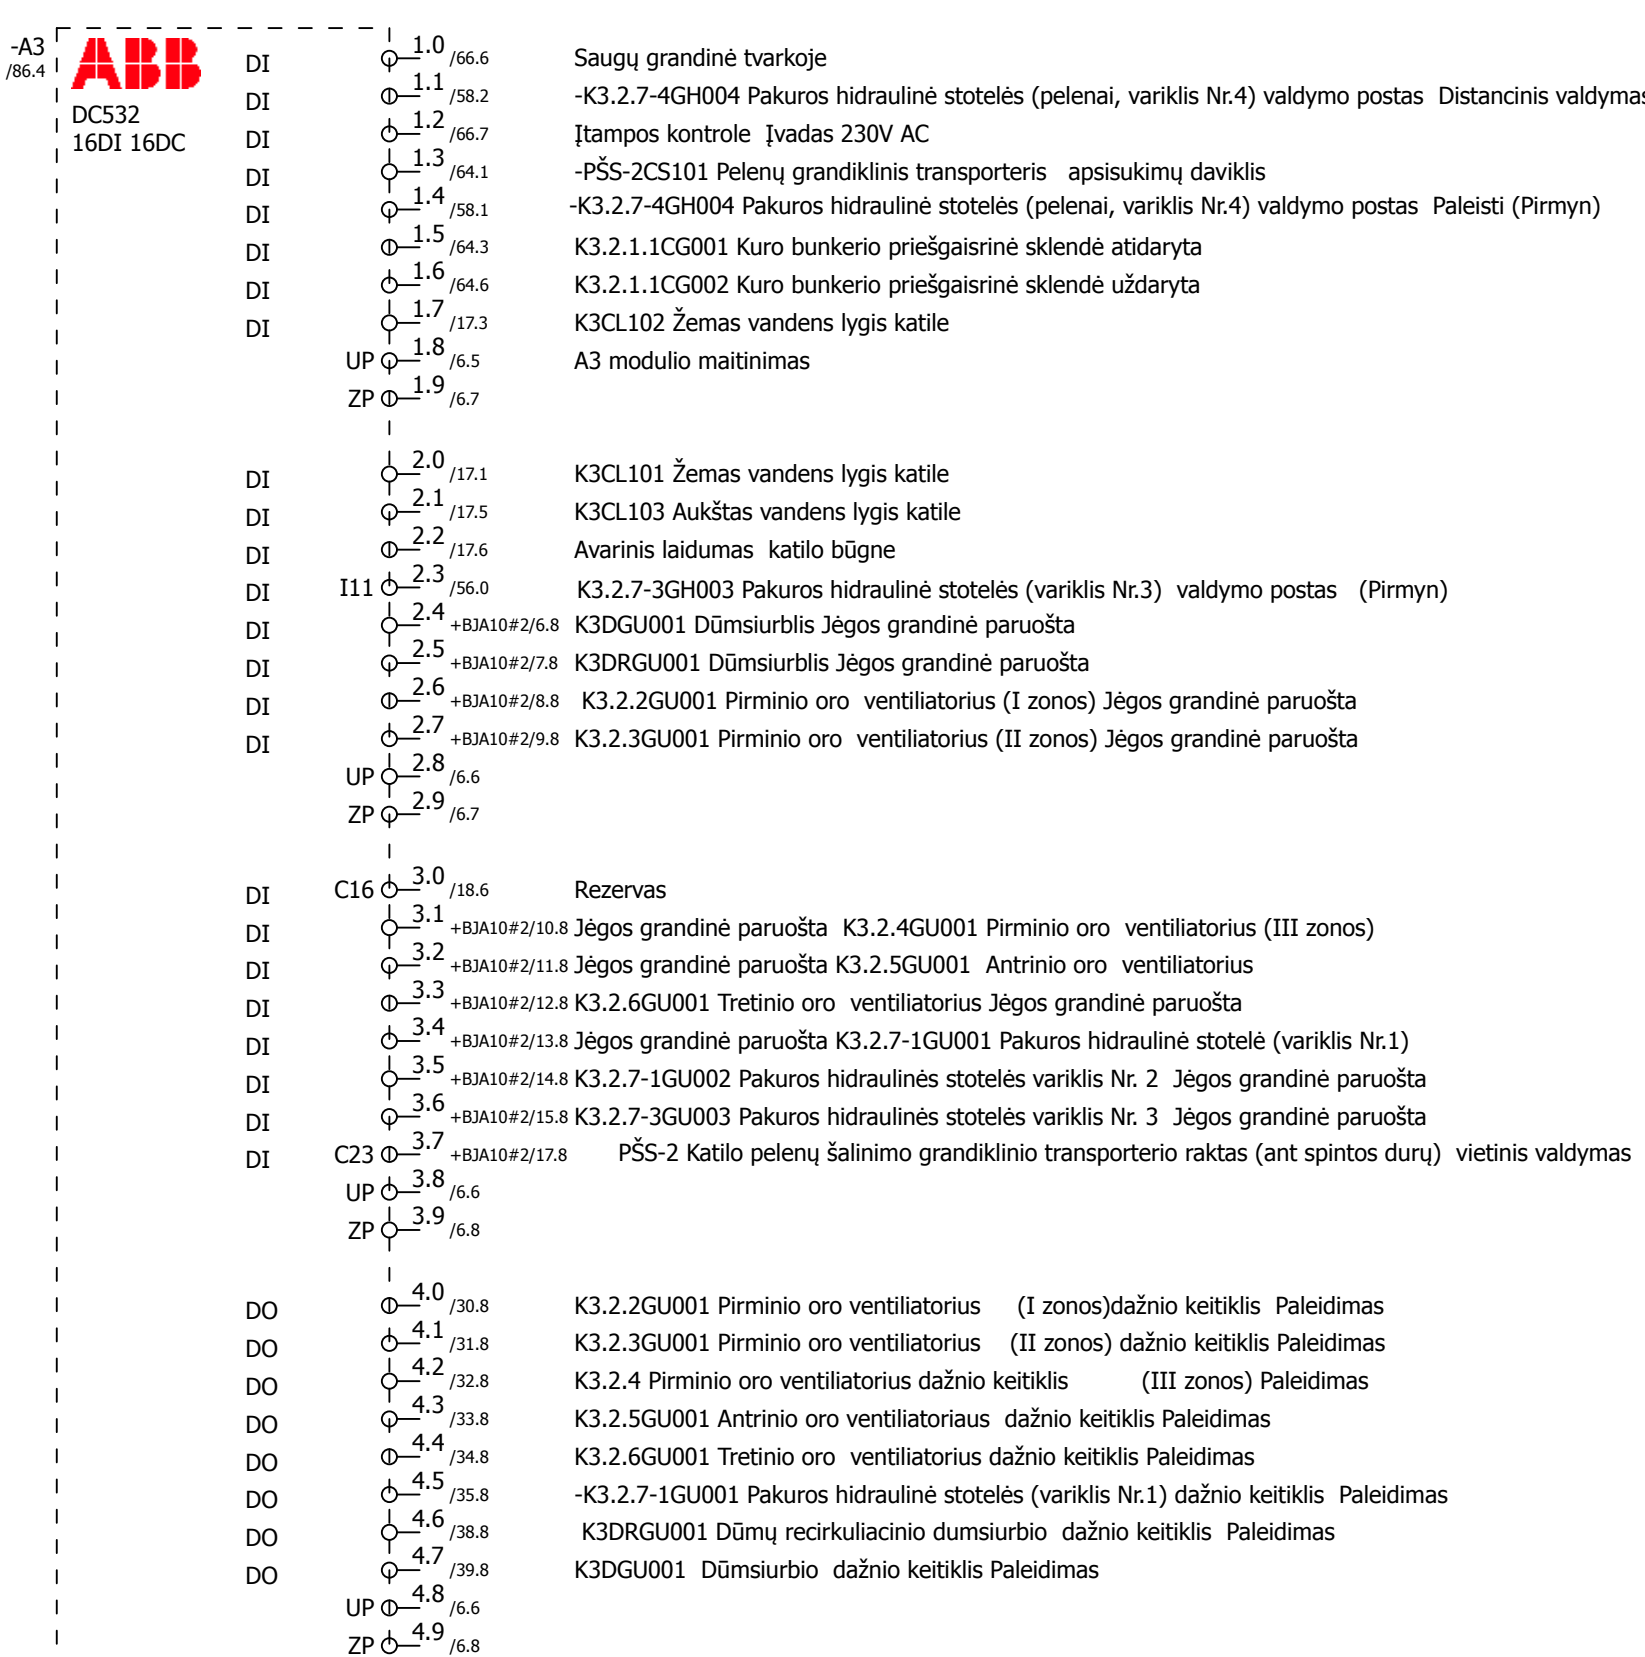 -A3
/86.4
ABB
DC532
16DI 16DC
DI 1.0 /66.6 Saugų grandinė tvarkoje
DI 1.1 /58.2 -K3.2.7-4GH004 Pakuros hidraulinė stotelės (pelenai, variklis Nr.4) valdymo postas Distancinis valdymas
DI 1.2 /66.7 Įtampos kontrole Įvadas 230V AC
DI 1.3 /64.1 -PŠS-2CS101 Pelenų grandiklinis transporteris apsisukimų daviklis
DI 1.4 /58.1 -K3.2.7-4GH004 Pakuros hidraulinė stotelės (pelenai, variklis Nr.4) valdymo postas Paleisti (Pirmyn)
DI 1.5 /64.3 K3.2.1.1CG001 Kuro bunkerio priešgaisrinė sklendė atidaryta
DI 1.6 /64.6 K3.2.1.1CG002 Kuro bunkerio priešgaisrinė sklendė uždaryta
DI 1.7 /17.3 K3CL102 Žemas vandens lygis katile
UP 1.8 /6.5 A3 modulio maitinimas
ZP 1.9 /6.7
DI 2.0 /17.1 K3CL101 Žemas vandens lygis katile
DI 2.1 /17.5 K3CL103 Aukštas vandens lygis katile
DI 2.2 /17.6 Avarinis laidumas katilo būgne
DI I11 2.3 /56.0 K3.2.7-3GH003 Pakuros hidraulinė stotelės (variklis Nr.3) valdymo postas (Pirmyn)
DI 2.4 +BJA10#2/6.8 K3DGU001 Dūmsiurblis Jėgos grandinė paruošta
DI 2.5 +BJA10#2/7.8 K3DRGU001 Dūmsiurblis Jėgos grandinė paruošta
DI 2.6 +BJA10#2/8.8 K3.2.2GU001 Pirminio oro ventiliatorius (I zonos) Jėgos grandinė paruošta
DI 2.7 +BJA10#2/9.8 K3.2.3GU001 Pirminio oro ventiliatorius (II zonos) Jėgos grandinė paruošta
UP 2.8 /6.6
ZP 2.9 /6.7
DI C16 3.0 /18.6 Rezervas
DI 3.1 +BJA10#2/10.8 Jėgos grandinė paruošta K3.2.4GU001 Pirminio oro ventiliatorius (III zonos)
DI 3.2 +BJA10#2/11.8 Jėgos grandinė paruošta K3.2.5GU001 Antrinio oro ventiliatorius
DI 3.3 +BJA10#2/12.8 K3.2.6GU001 Tretinio oro ventiliatorius Jėgos grandinė paruošta
DI 3.4 +BJA10#2/13.8 Jėgos grandinė paruošta K3.2.7-1GU001 Pakuros hidraulinė stotelė (variklis Nr.1)
DI 3.5 +BJA10#2/14.8 K3.2.7-1GU002 Pakuros hidraulinės stotelės variklis Nr. 2 Jėgos grandinė paruošta
DI 3.6 +BJA10#2/15.8 K3.2.7-3GU003 Pakuros hidraulinės stotelės variklis Nr. 3 Jėgos grandinė paruošta
DI C23 3.7 +BJA10#2/17.8 PŠS-2 Katilo pelenų šalinimo grandiklinio transporterio raktas (ant spintos durų) vietinis valdymas
UP 3.8 /6.6
ZP 3.9 /6.8
DO 4.0 /30.8 K3.2.2GU001 Pirminio oro ventiliatorius (I zonos)dažnio keitiklis Paleidimas
DO 4.1 /31.8 K3.2.3GU001 Pirminio oro ventiliatorius (II zonos) dažnio keitiklis Paleidimas
DO 4.2 /32.8 K3.2.4 Pirminio oro ventiliatorius dažnio keitiklis (III zonos) Paleidimas
DO 4.3 /33.8 K3.2.5GU001 Antrinio oro ventiliatoriaus dažnio keitiklis Paleidimas
DO 4.4 /34.8 K3.2.6GU001 Tretinio oro ventiliatorius dažnio keitiklis Paleidimas
DO 4.5 /35.8 -K3.2.7-1GU001 Pakuros hidraulinė stotelės (variklis Nr.1) dažnio keitiklis Paleidimas
DO 4.6 /38.8 K3DRGU001 Dūmų recirkuliacinio dumsiurbio dažnio keitiklis Paleidimas
DO 4.7 /39.8 K3DGU001 Dūmsiurbio dažnio keitiklis Paleidimas
UP 4.8 /6.6
ZP 4.9 /6.8